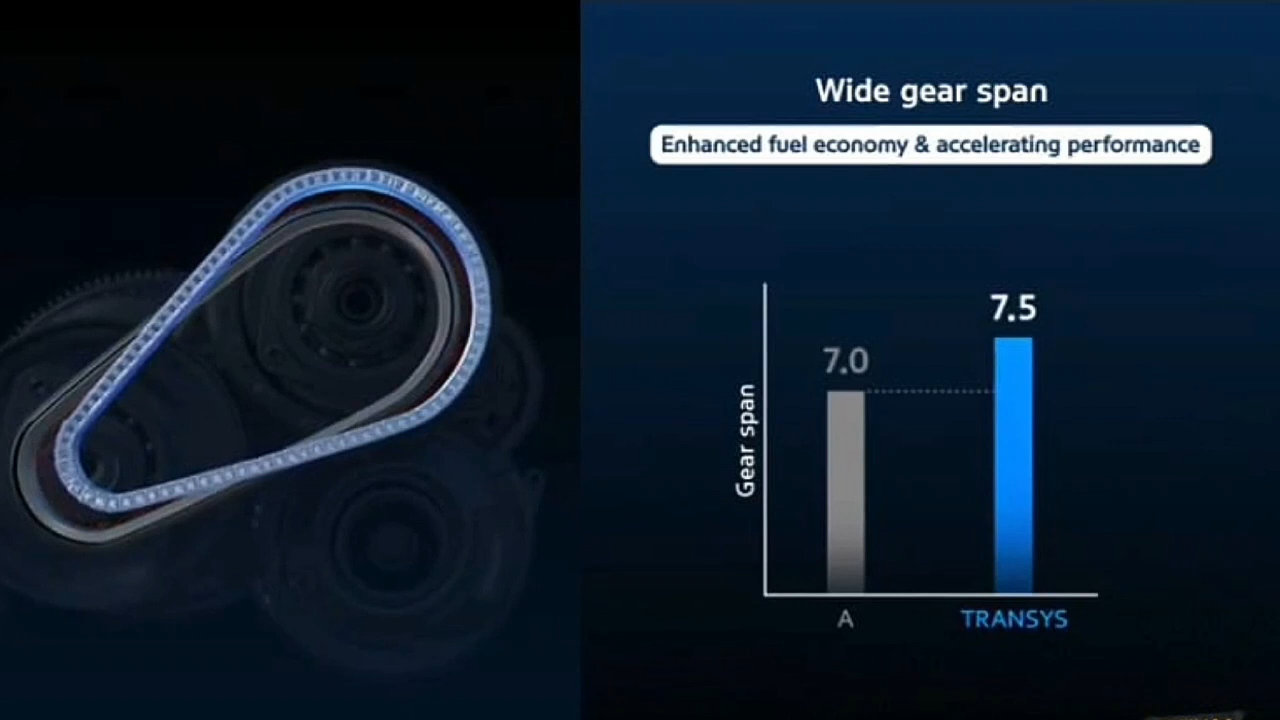 Wide gear span
Enhanced fuel economy & accelerating performance
7.5
7.0
Gear span
A
TRANSYS